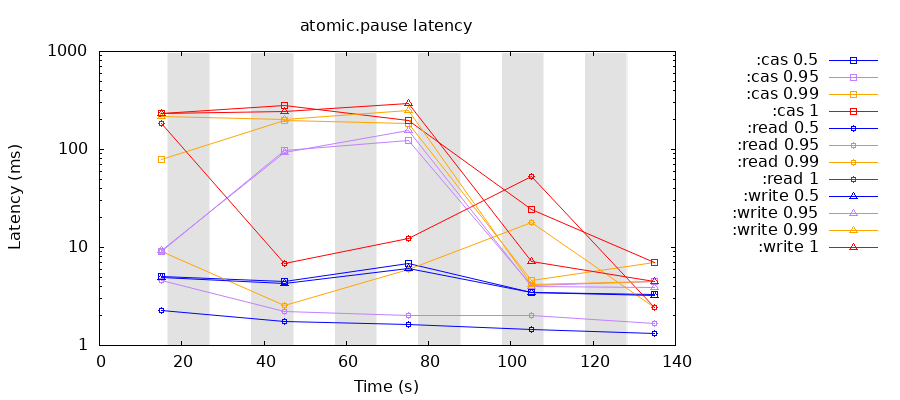 atomic.pause latency
1000
100
10
1
Latency (ms)
0 20 40 60 80 100 120 140
Time (s)
:cas 0.5
:cas 0.95
:cas 0.99
:cas 1
:read 0.5
:read 0.95
:read 0.99
:read 1
:write 0.5
:write 0.95
:write 0.99
:write 1